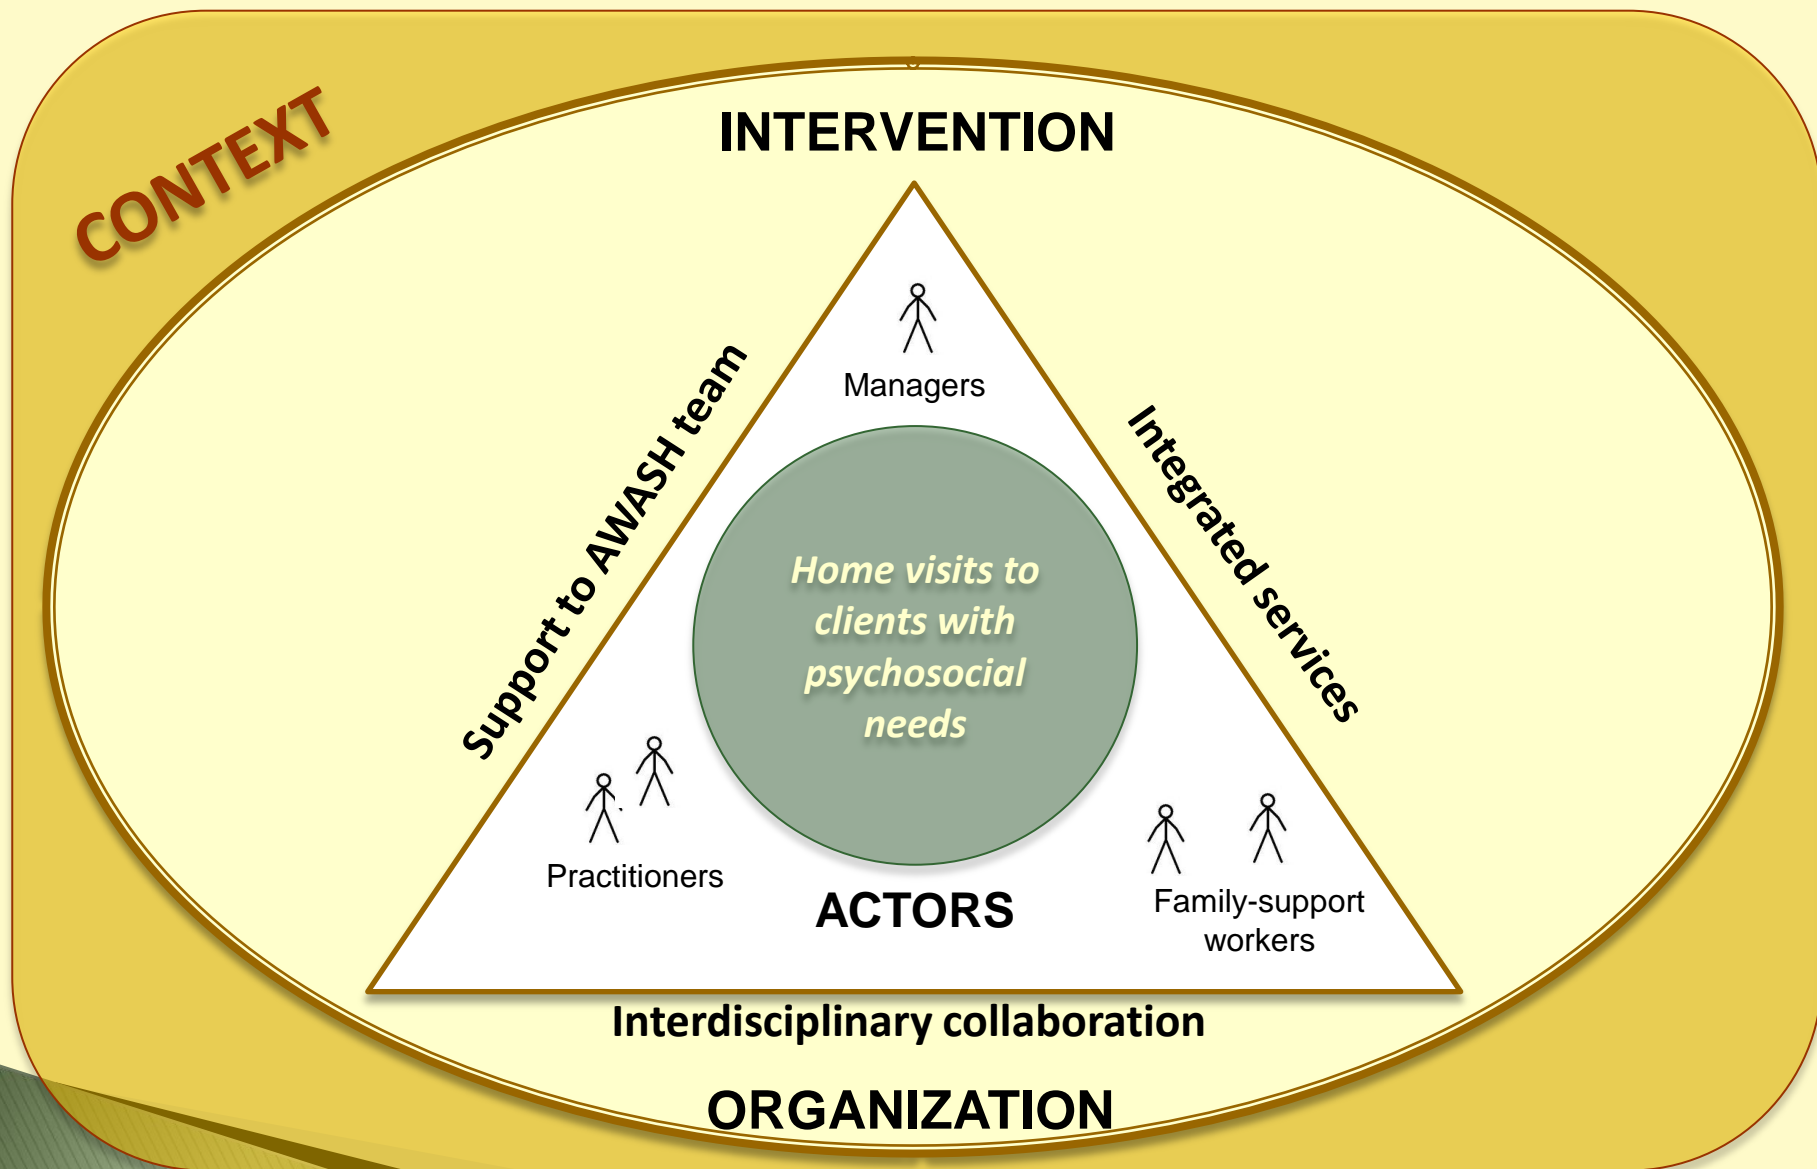 CONTEXT
INTERVENTION
Managers
Support to AWASH team
Integrated services
Home visits to
clients with
psychosocial
needs
Practitioners
ACTORS
Family-support
workers
Interdisciplinary collaboration
ORGANIZATION